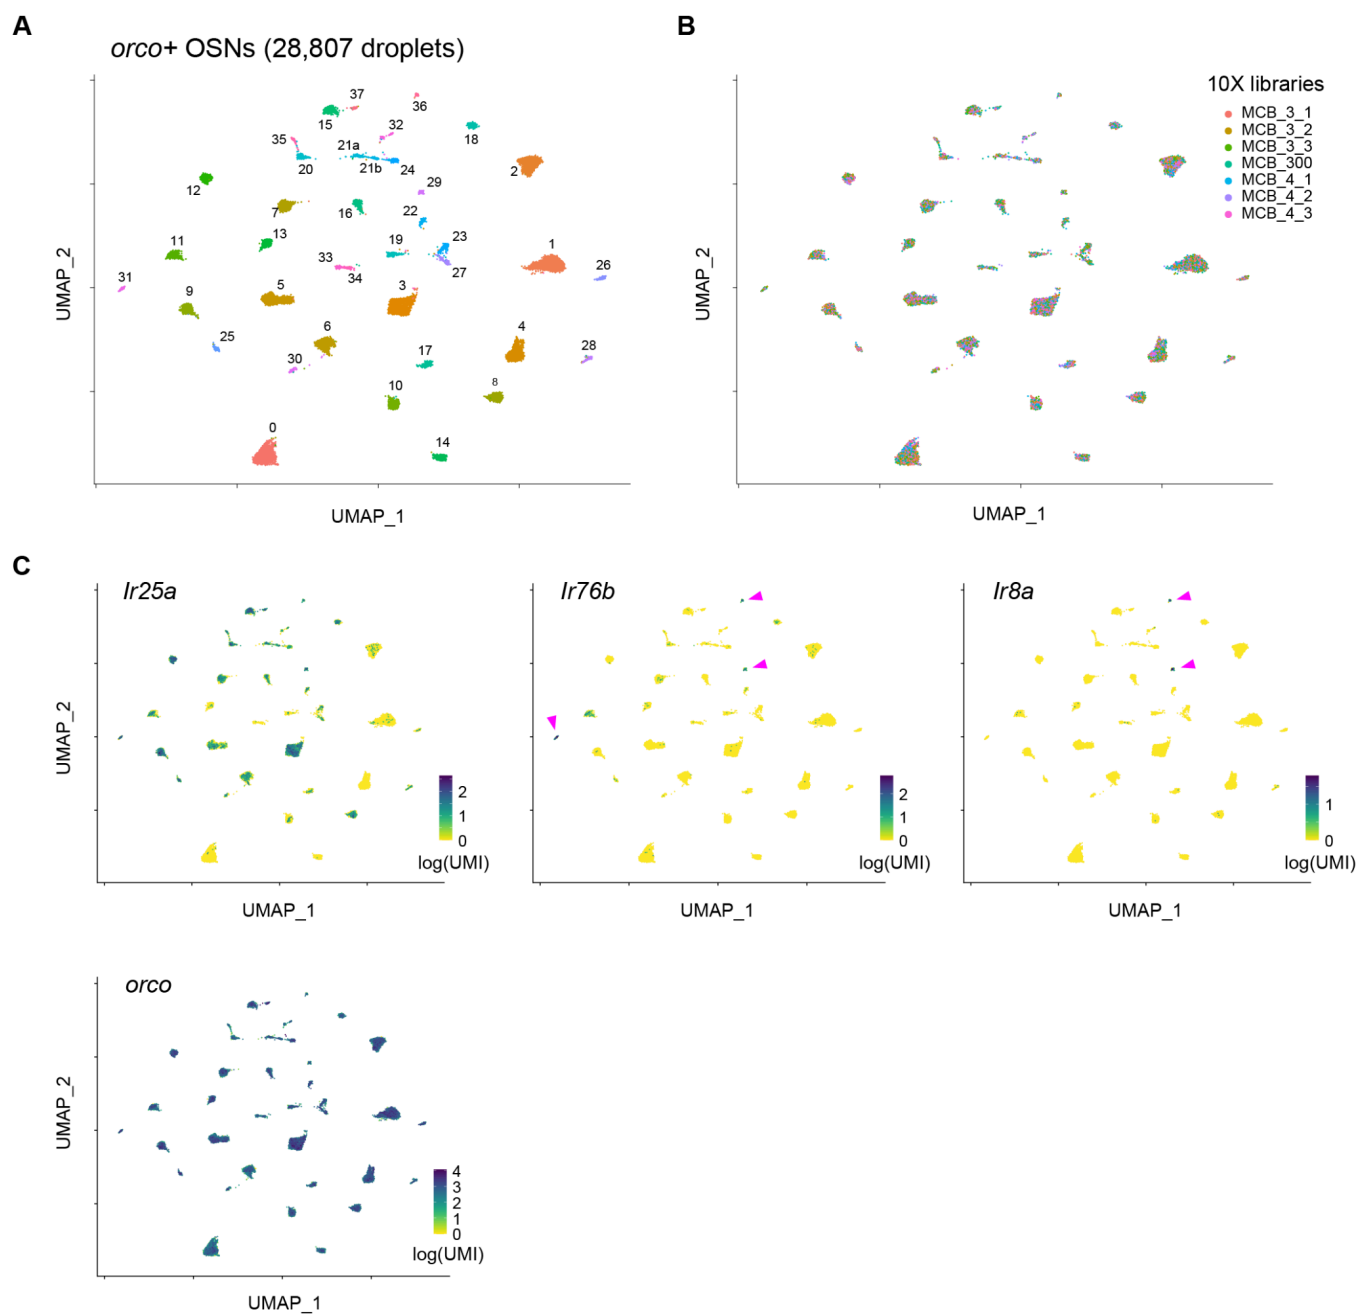 A
B
orco+ OSNs (28,807 droplets)
10X libraries
MCB_3_1
MCB_3_2
MCB_3_3
MCB_300
MCB_4_1
MCB_4_2
MCB_4_3
37
36
15
32
18
35
21a
20
21b
24
2
12
29
7
16
22
13
11
19
23
1
33
34
27
26
31
5
3
9
6
4
25
30
17
28
10
8
0
14
UMAP_2
UMAP_1
UMAP_2
UMAP_1
C
Ir25a
Ir76b
Ir8a
2
1
0
log(UMI)
2
1
0
log(UMI)
1
0
log(UMI)
UMAP_2
UMAP_1
UMAP_1
UMAP_1
orco
4
3
2
1
0
log(UMI)
UMAP_2
UMAP_1